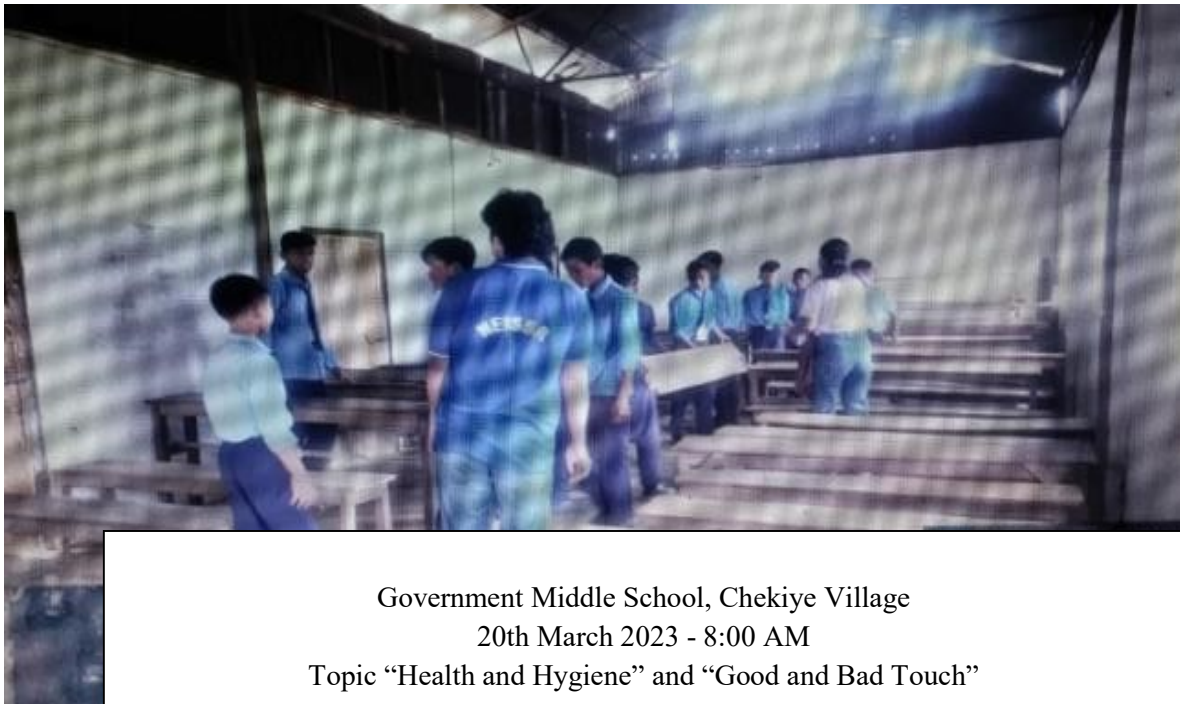 Government Middle School, Chekiye Village
20th March 2023 - 8:00 AM
Topic “Health and Hygiene” and “Good and Bad Touch”